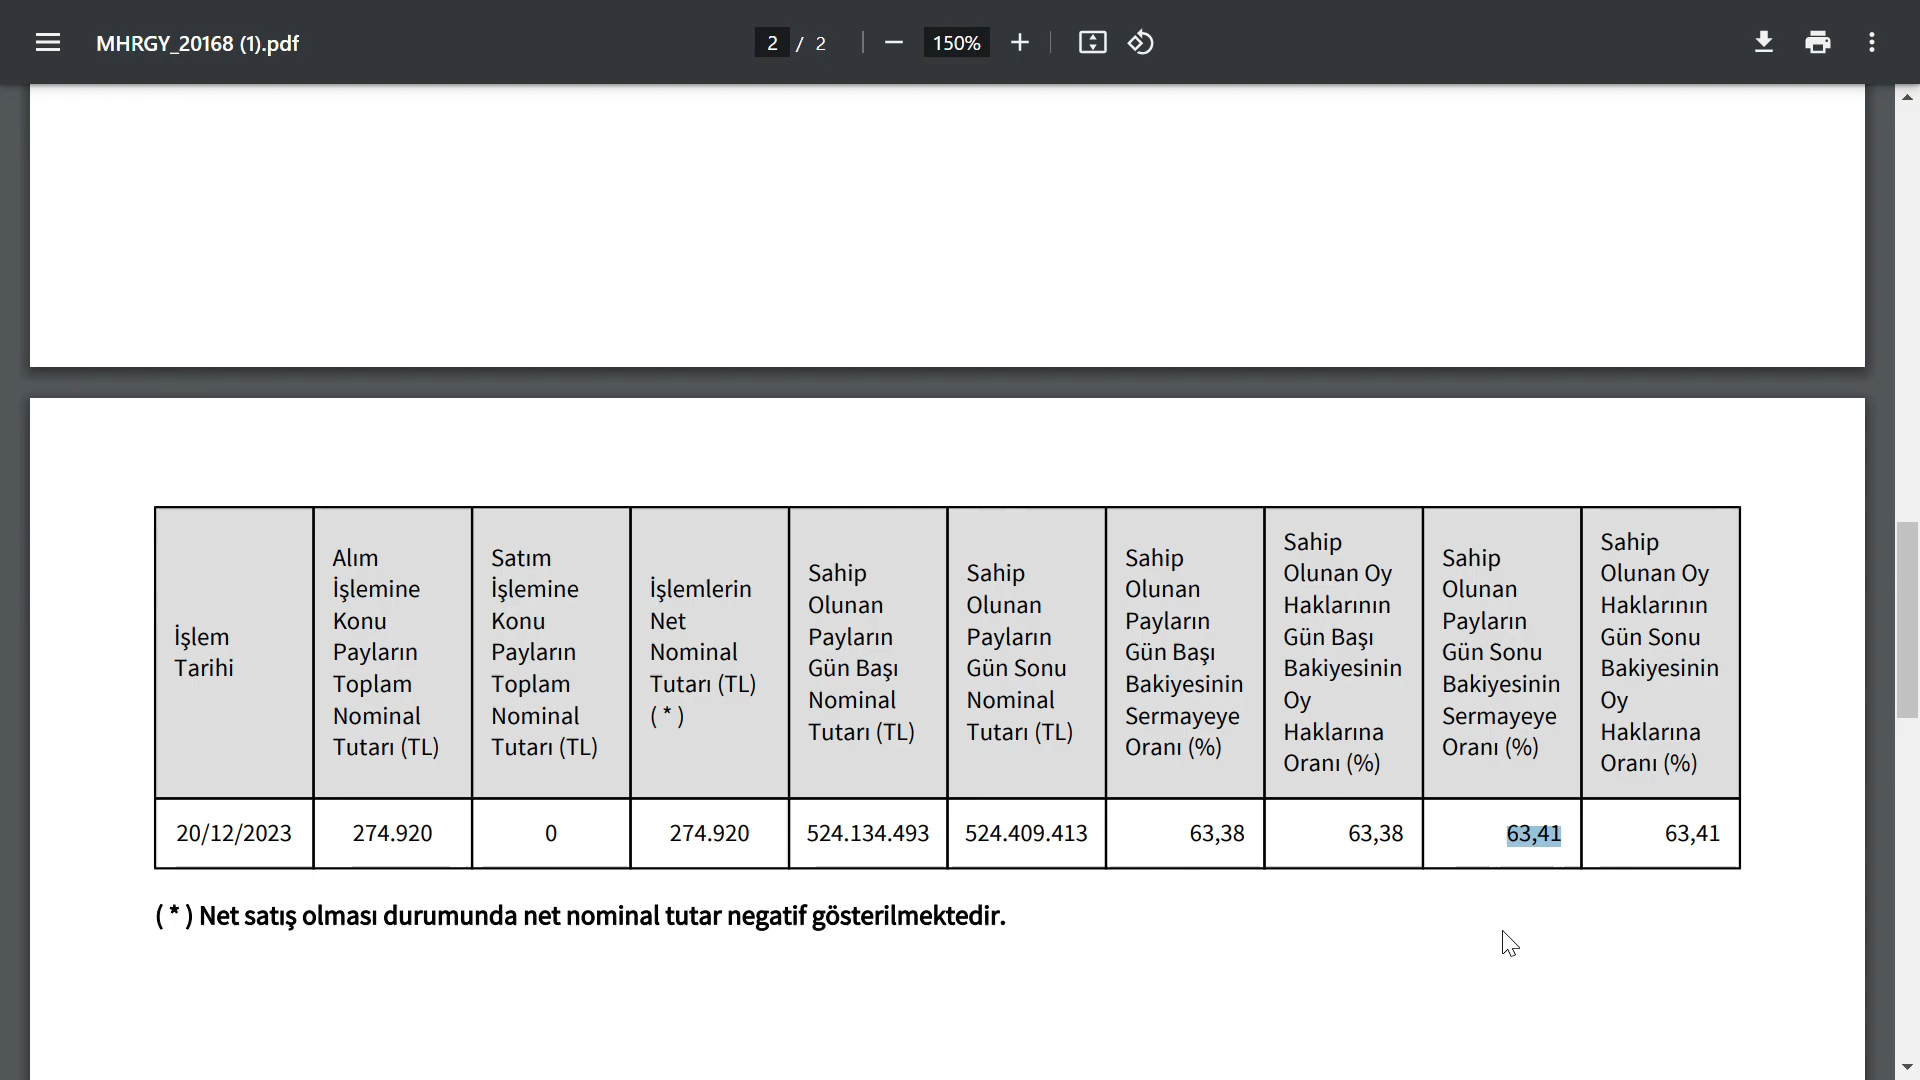 MHRGY_20168 (1).pdf
2 / 2
150%
İşlem
Tarihi
Alım
İşlemine
Konu
Payların
Toplam
Nominal
Tutarı (TL)
Satım
İşlemine
Konu
Payların
Toplam
Nominal
Tutarı (TL)
İşlemlerin
Net
Nominal
Tutarı (TL)
( * )
Sahip
Olunan
Payların
Gün Başı
Nominal
Tutarı (TL)
Sahip
Olunan
Payların
Gün Sonu
Nominal
Tutarı (TL)
Sahip
Olunan
Payların
Gün Başı
Bakiyesinin
Sermayeye
Oranı (%)
Sahip
Olunan Oy
Haklarının
Gün Başı
Bakiyesinin
Oy
Haklarına
Oranı (%)
Sahip
Olunan
Payların
Gün Sonu
Bakiyesinin
Sermayeye
Oranı (%)
Sahip
Olunan Oy
Haklarının
Gün Sonu
Bakiyesinin
Oy
Haklarına
Oranı (%)
20/12/2023 274.920 0 274.920 524.134.493 524.409.413 63,38 63,38 63,41 63,41
( * ) Net satış olması durumunda net nominal tutar negatif gösterilmektedir.